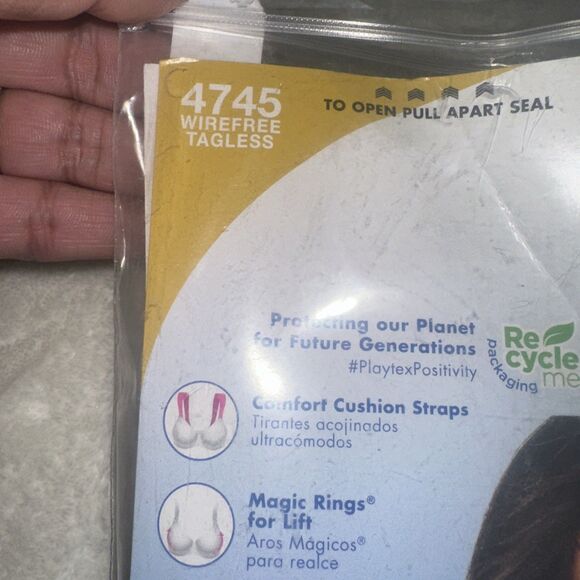 4745
WIREFREE
TAGLESS
TO OPEN PULL APART SEAL
Protecting our Planet
for Future Generations
#PlaytexPositivity
Re
cycle
me
packaging
Comfort Cushion Straps
Tirantes acojinados
ultracómodos
Magic Rings®
for Lift
Aros Mágicos®
para realce